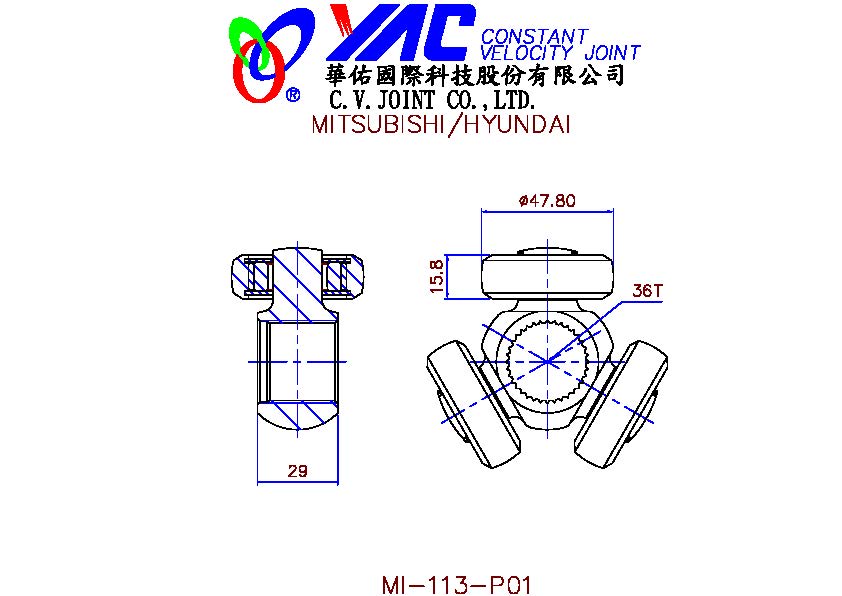 YAC CONSTANT
VELOCITY JOINT
®
華佑國際科技股份有限公司
C.V.JOINT CO.,LTD.
MITSUBISHI/HYUNDAI
ø47.80
15.8
36T
29
MI-113-P01